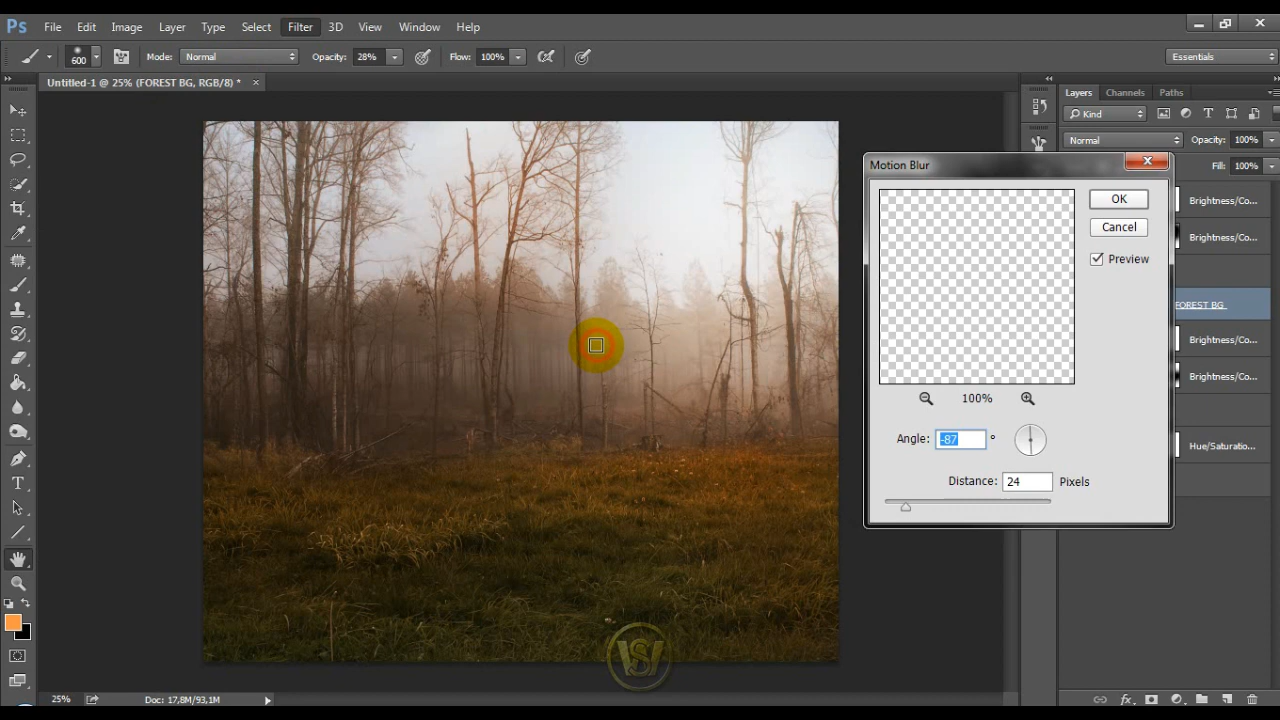 Ps File Edit Image Layer Type Select Filter 3D View Window Help
600 Mode: Normal Opacity: 28% Flow: 100% Essentials
Untitled-1 @ 25% (FOREST BG, RGB/8) * ×
Layers Channels Paths
Kind
Normal Opacity: 100%
Fill: 100%
Motion Blur
OK
Cancel
Preview
100%
Angle: -87 °
Distance: 24 Pixels
Brightness/Co...
Brightness/Co...
FOREST BG
Brightness/Co...
Brightness/Co...
Hue/Saturatio...
SW
25% Doc: 17,8M/93,1M